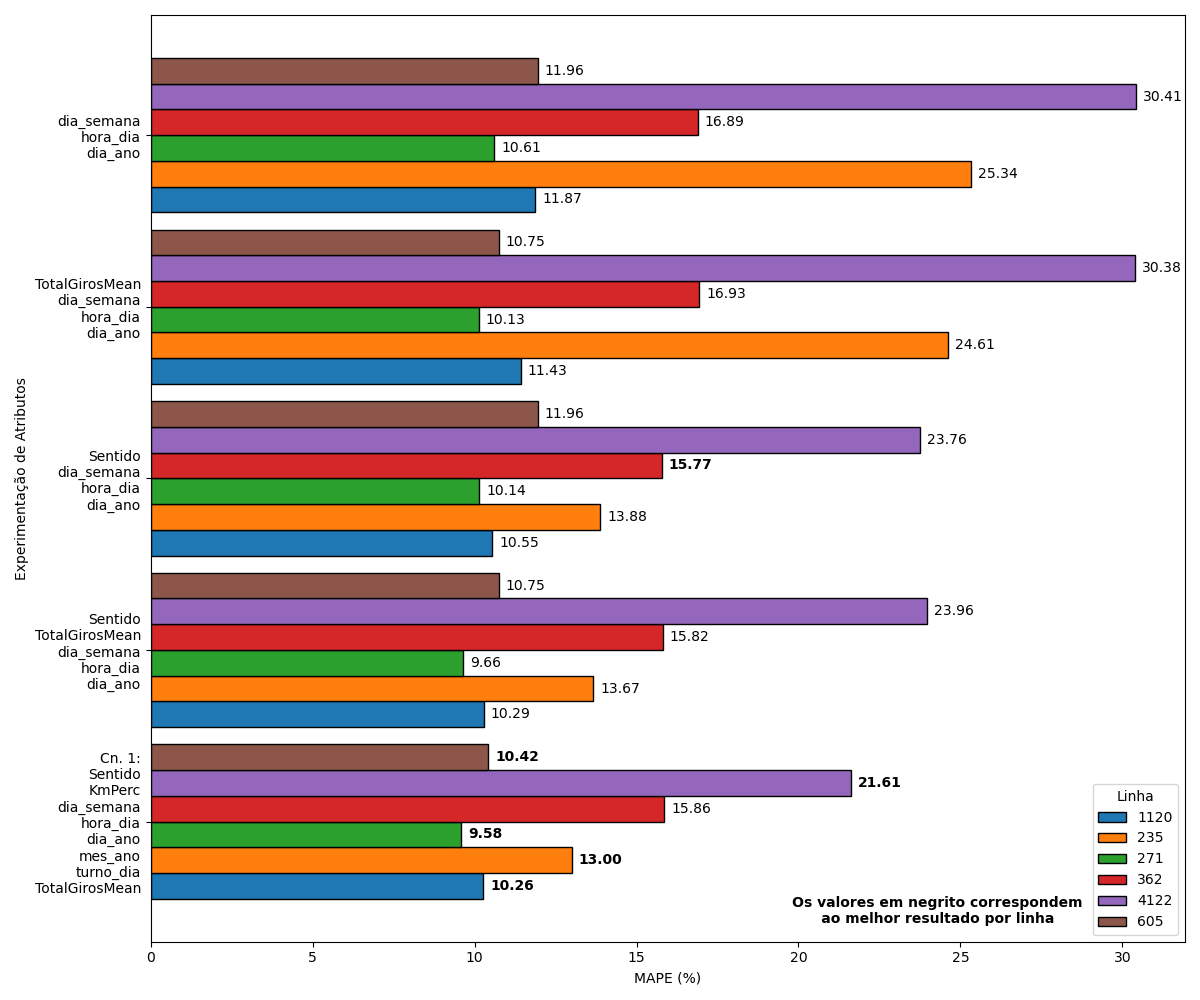 11.96
30.41
16.89
10.61
25.34
11.87
dia_semana
hora_dia
dia_ano
10.75
30.38
16.93
10.13
24.61
11.43
TotalGirosMean
dia_semana
hora_dia
dia_ano
11.96
23.76
15.77
10.14
13.88
10.55
Sentido
dia_semana
hora_dia
dia_ano
10.75
23.96
15.82
9.66
13.67
10.29
Sentido
TotalGirosMean
dia_semana
hora_dia
dia_ano
10.42
21.61
15.86
9.58
13.00
10.26
Cn. 1:
Sentido
KmPerc
dia_semana
hora_dia
dia_ano
mes_ano
turno_dia
TotalGirosMean
Experimentação de Atributos
Os valores em negrito correspondem
ao melhor resultado por linha
Linha
1120
235
271
362
4122
605
0 5 10 15 20 25 30
MAPE (%)